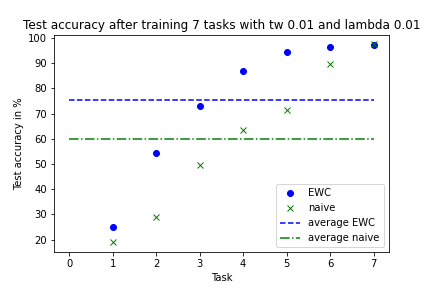 Test accuracy after training 7 tasks with tw 0.01 and lambda 0.01
Test accuracy in %
100
90
80
70
60
50
40
30
20
EWC
naive
average EWC
average naive
0 1 2 3 4 5 6 7
Task